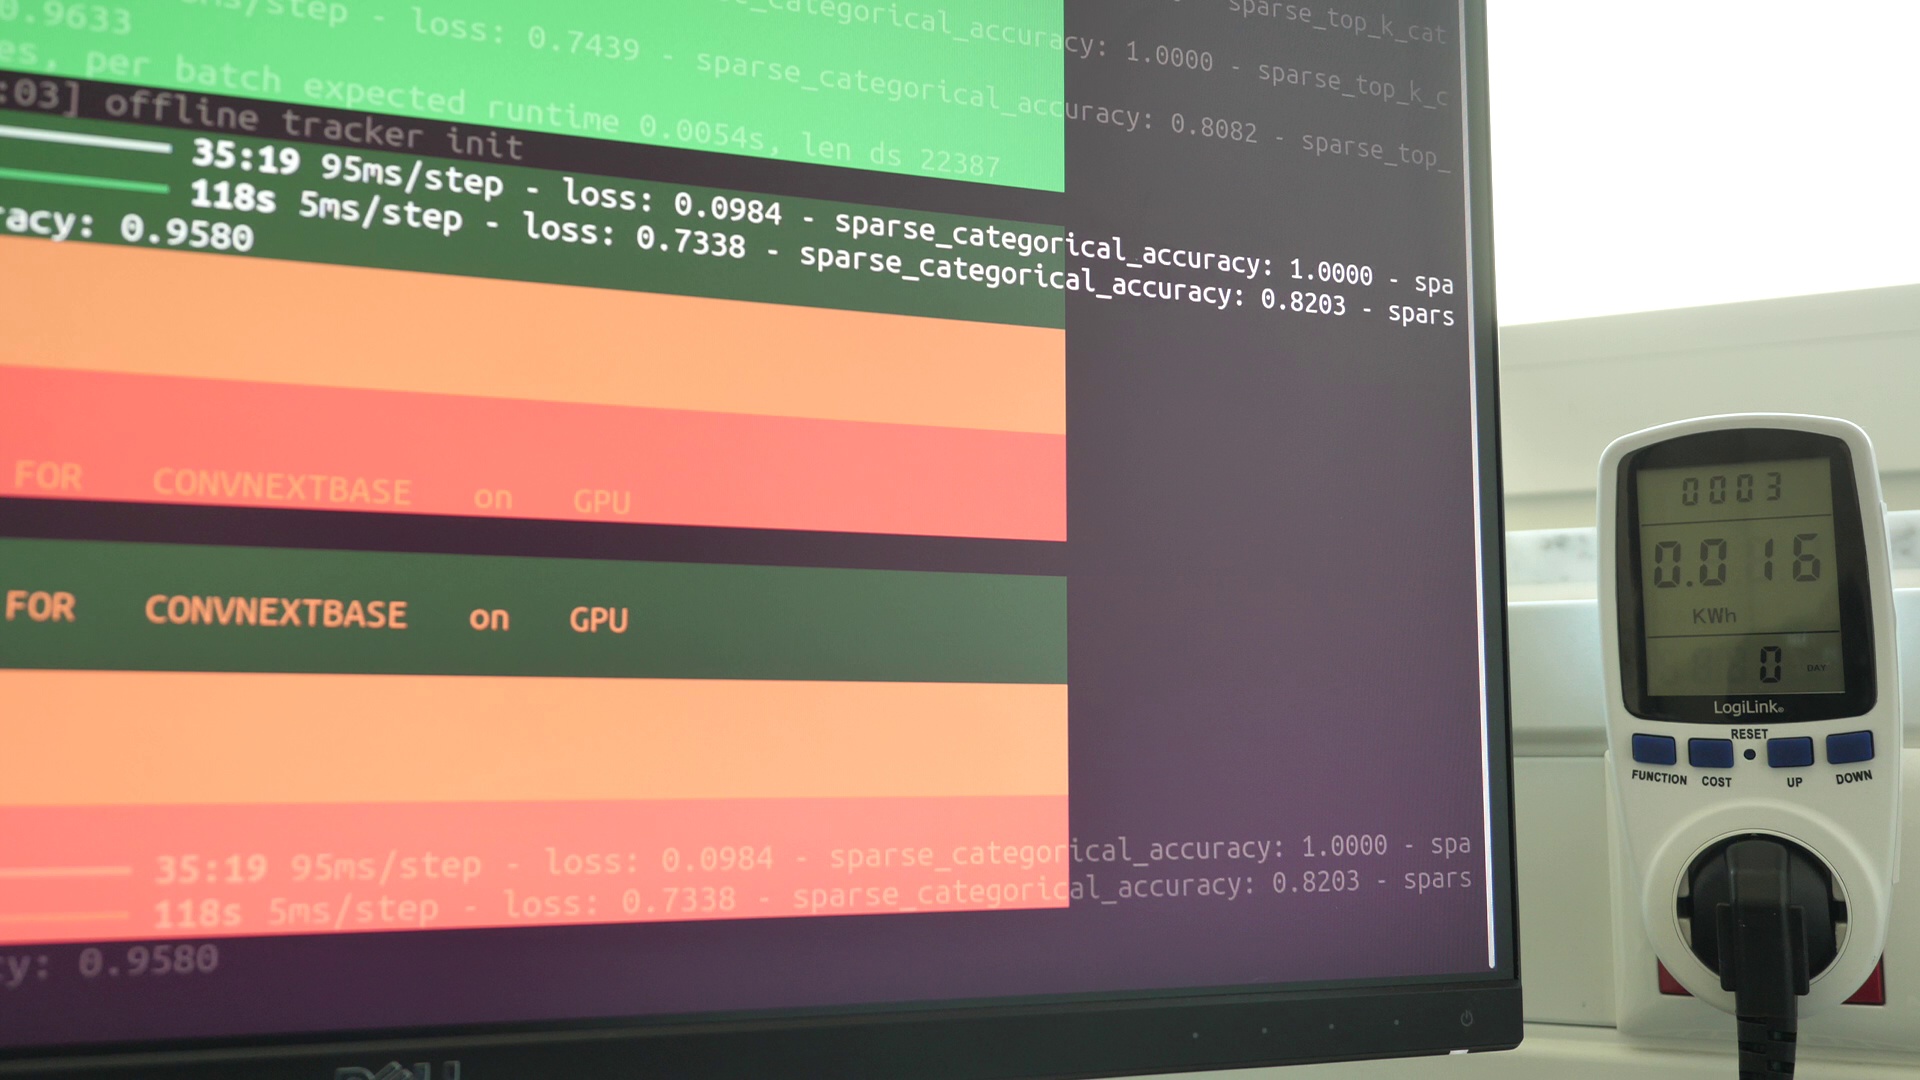 0.9633
ms/step - loss: 0.7439 - sparse_categorical_accuracy: 1.0000 - sparse_top_k_c
sparse_categorical_accuracy: 0.8082 - sparse_top_
sparse_top_k_cat
es, per batch expected runtime 0.0054s, len ds 22387
:03] offline tracker init
35:19 95ms/step - loss: 0.0984 - sparse_categorical_accuracy: 1.0000 - spa
118s 5ms/step - loss: 0.7338 - sparse_categorical_accuracy: 0.8203 - spars
racy: 0.9580
FOR CONVNEXTBASE on GPU
FOR CONVNEXTBASE on GPU
35:19 95ms/step - loss: 0.0984 - sparse_categorical_accuracy: 1.0000 - spa
118s 5ms/step - loss: 0.7338 - sparse_categorical_accuracy: 0.8203 - spars
cy: 0.9580
DELL
0003
0.016
KWh
0 DAY
LogiLink
RESET
FUNCTION COST UP DOWN